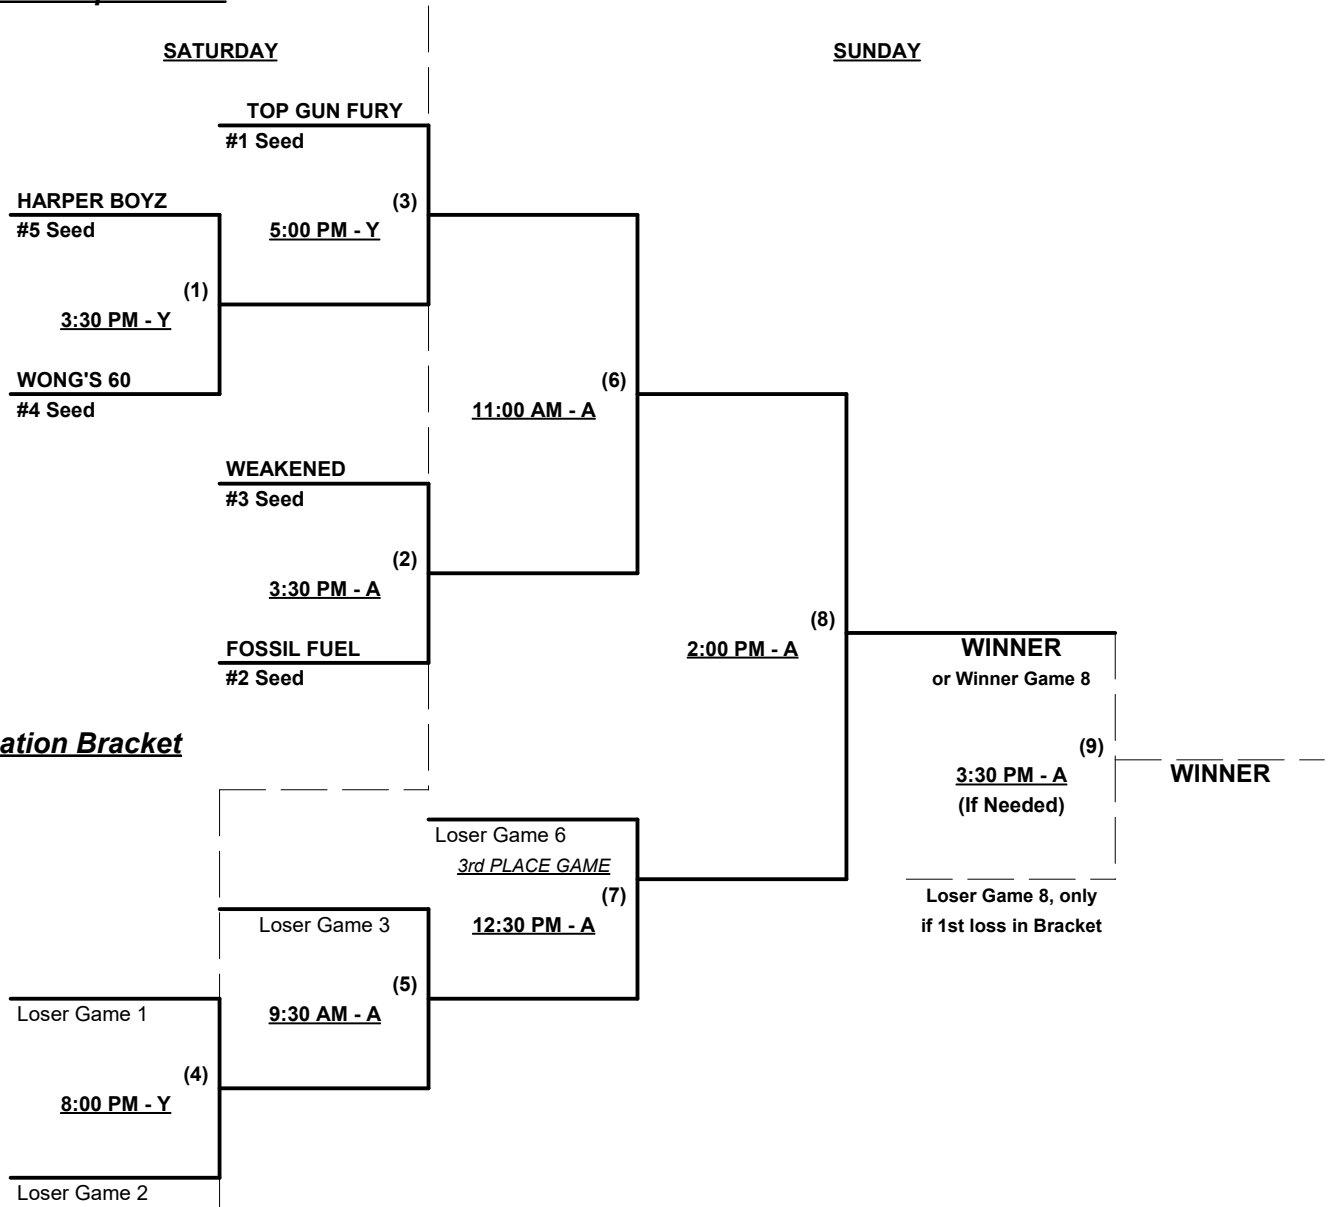 SATURDAY
SUNDAY
TOP GUN FURY
#1 Seed
HARPER BOYZ
(3)
#5 Seed
5:00 PM - Y
(1)
3:30 PM - Y
WONG'S 60
(6)
#4 Seed
11:00 AM - A
WEAKENED
#3 Seed
(2)
3:30 PM - A
(8)
FOSSIL FUEL
2:00 PM - A
WINNER
#2 Seed
or Winner Game 8
ation Bracket
(9)
3:30 PM - A
WINNER
(If Needed)
Loser Game 6
3rd PLACE GAME
(7)
Loser Game 8, only
Loser Game 3
12:30 PM - A
if 1st loss in Bracket
(5)
Loser Game 1
9:30 AM - A
(4)
8:00 PM - Y
Loser Game 2